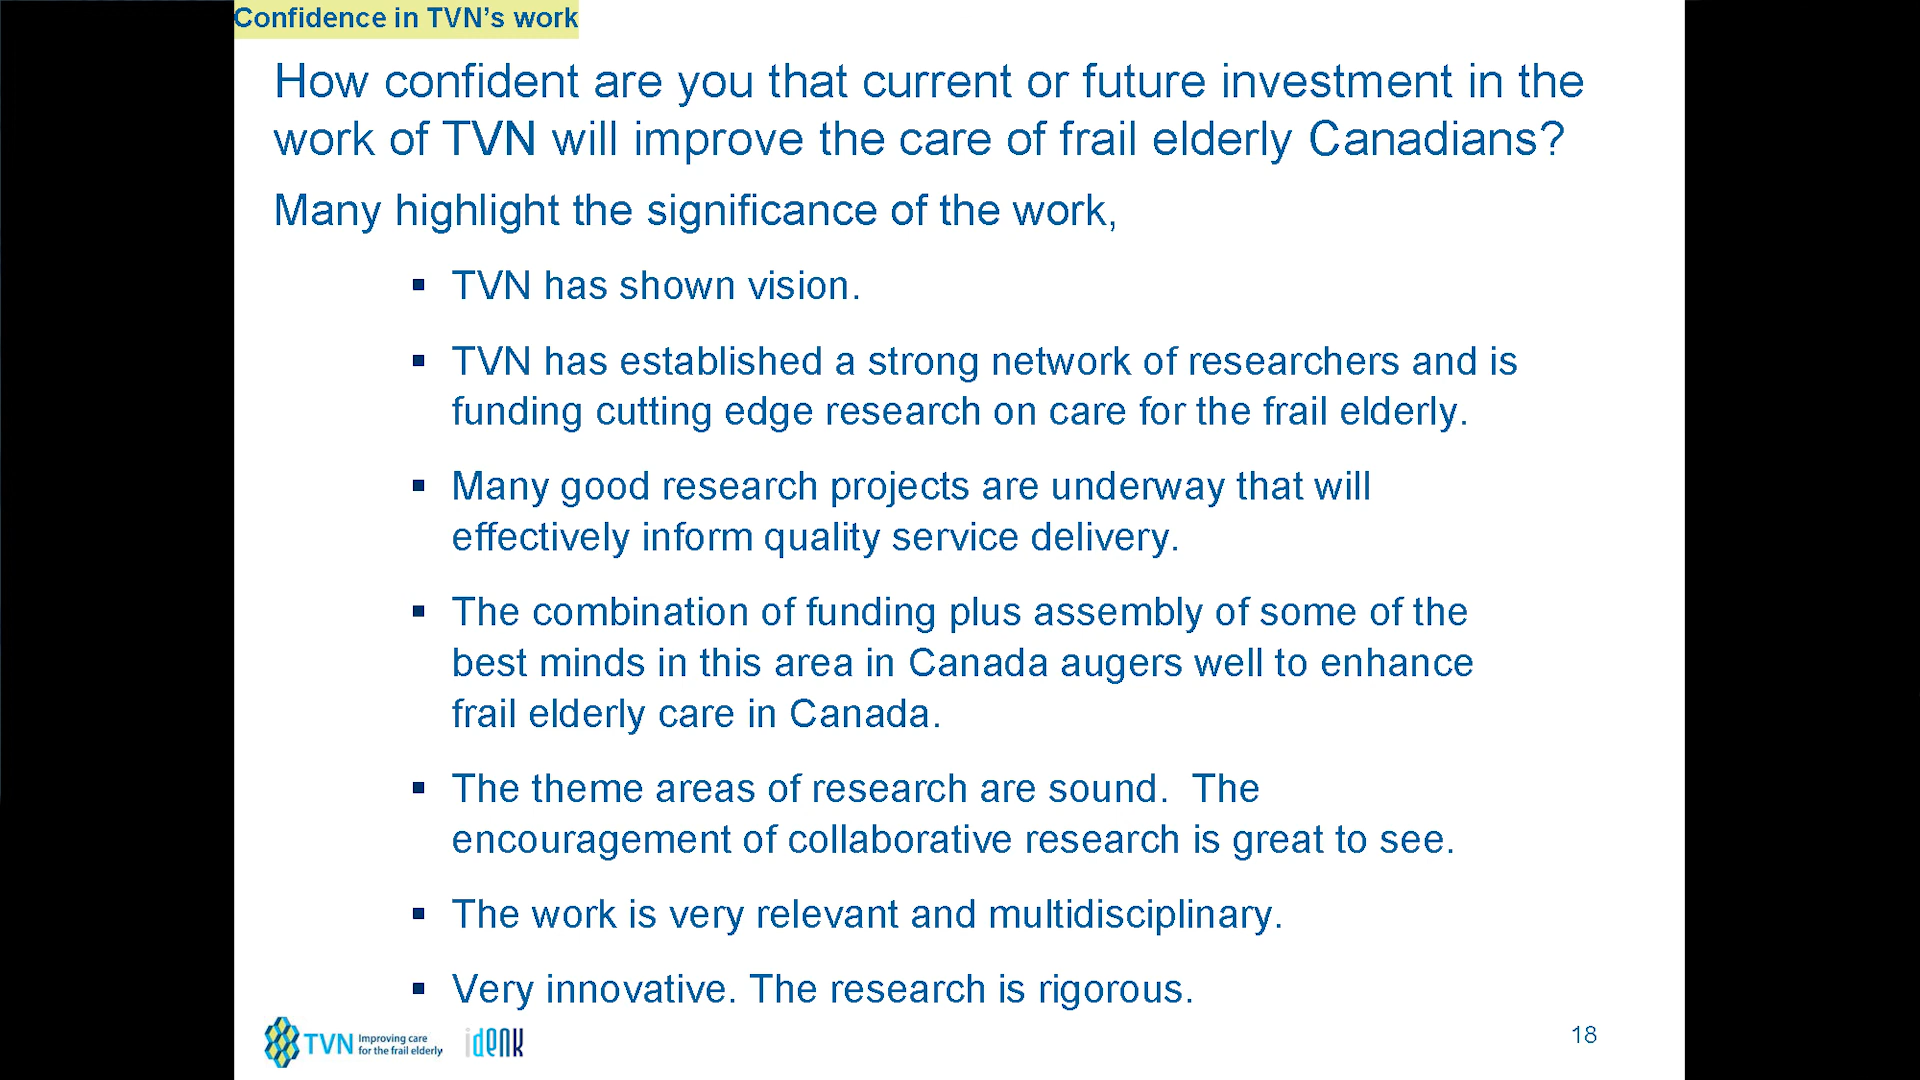 Confidence in TVN's work
How confident are you that current or future investment in the
work of TVN will improve the care of frail elderly Canadians?
Many highlight the significance of the work,
▪ TVN has shown vision.
▪ TVN has established a strong network of researchers and is
funding cutting edge research on care for the frail elderly.
▪ Many good research projects are underway that will
effectively inform quality service delivery.
▪ The combination of funding plus assembly of some of the
best minds in this area in Canada augers well to enhance
frail elderly care in Canada.
▪ The theme areas of research are sound.  The
encouragement of collaborative research is great to see.
▪ The work is very relevant and multidisciplinary.
▪ Very innovative. The research is rigorous.
TVN Improving care
for the frail elderly
idenk
18